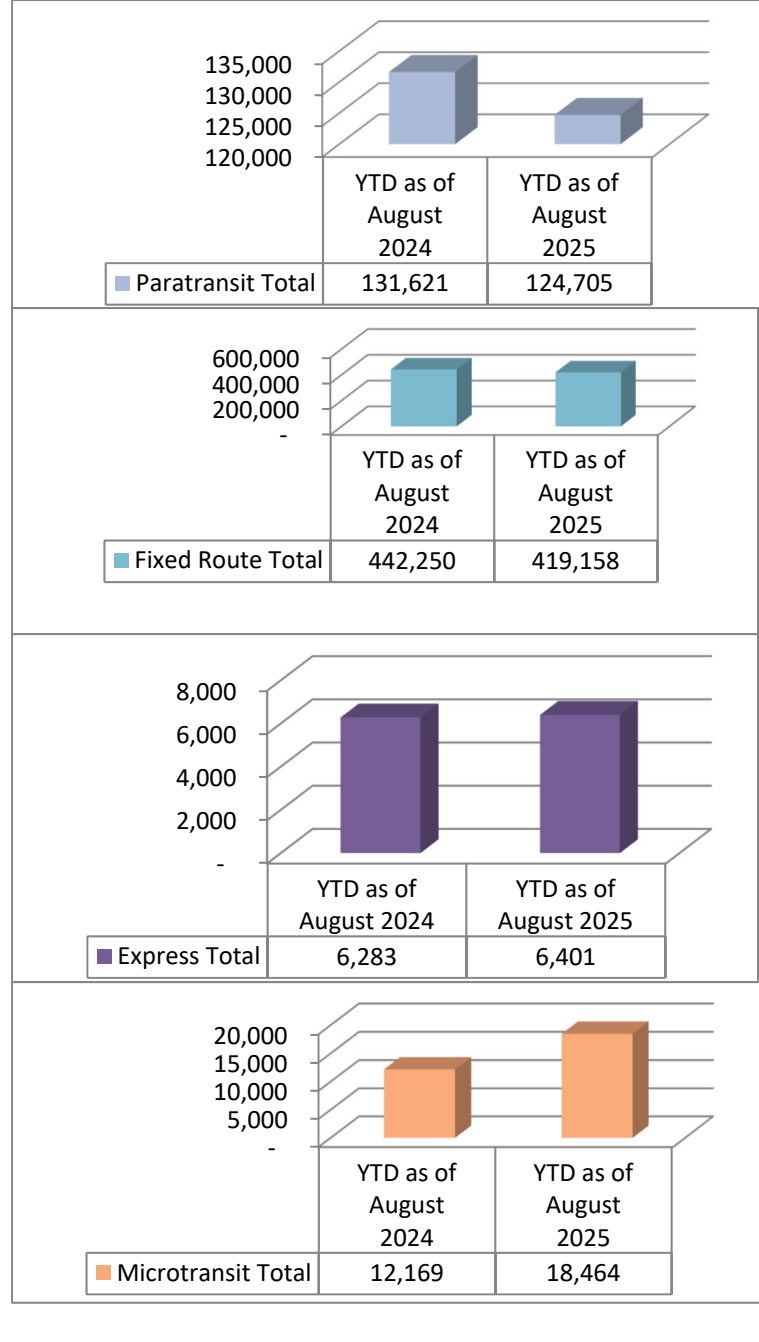 135,000
130,000
125,000
120,000
YTD as of YTD as of
August August
2024 2025
Paratransit Total 131,621 124,705
600,000
400,000
200,000
-
YTD as of YTD as of
August August
2024 2025
Fixed Route Total 442,250 419,158
8,000
6,000
4,000
2,000
-
YTD as of YTD as of
August 2024 August 2025
Express Total 6,283 6,401
20,000
15,000
10,000
5,000
-
YTD as of YTD as of
August August
2024 2025
Microtransit Total 12,169 18,464